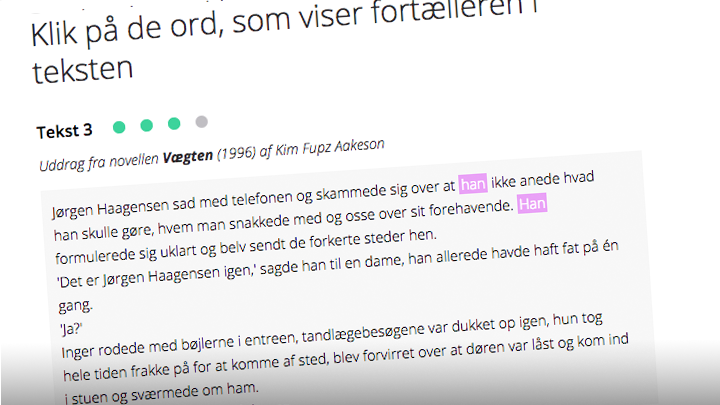 Klik på de ord, som viser fortælleren i
teksten
Tekst 3
Uddrag fra novellen Vægten (1996) af Kim Fupz Aakeson
Jørgen Haagensen sad med telefonen og skammede sig over at han ikke anede hvad
han skulle gøre, hvem man snakkede med og osse over sit forehavende. Han
formulerede sig uklart og belv sendt de forkerte steder hen.
'Det er Jørgen Haagensen igen,' sagde han til en dame, han allerede havde haft fat på én
gang.
'Ja?'
Inger rodede med bøjlerne i entreen, tandlægebesøgene var dukket op igen, hun tog
hele tiden frakke på for at komme af sted, blev forvirret over at døren var låst og kom ind
i stuen og sværmede om ham.